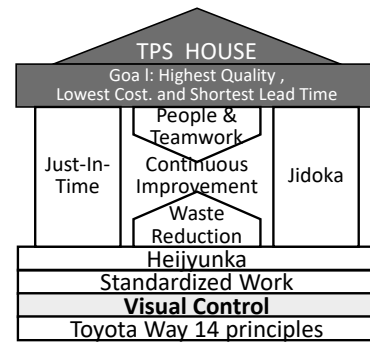 TPS HOUSE
Goa l: Highest Quality ,
Lowest Cost. and Shortest Lead Time
People &
Teamwork
Just-In-
Time
Continuous
Improvement
Jidoka
Waste
Reduction
Heijyunka
Standardized Work
Visual Control
Toyota Way 14 principles